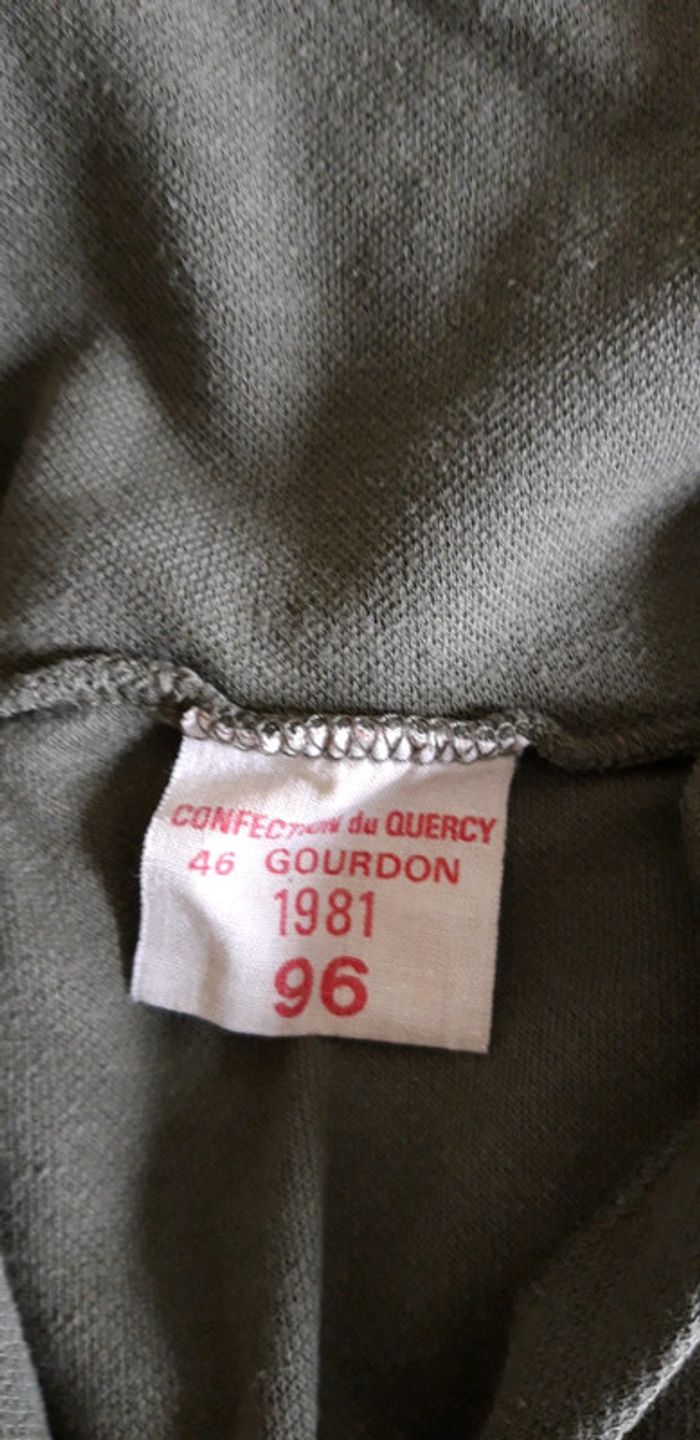 CONFECTION du QUERCY
46 GOURDON
1981
96